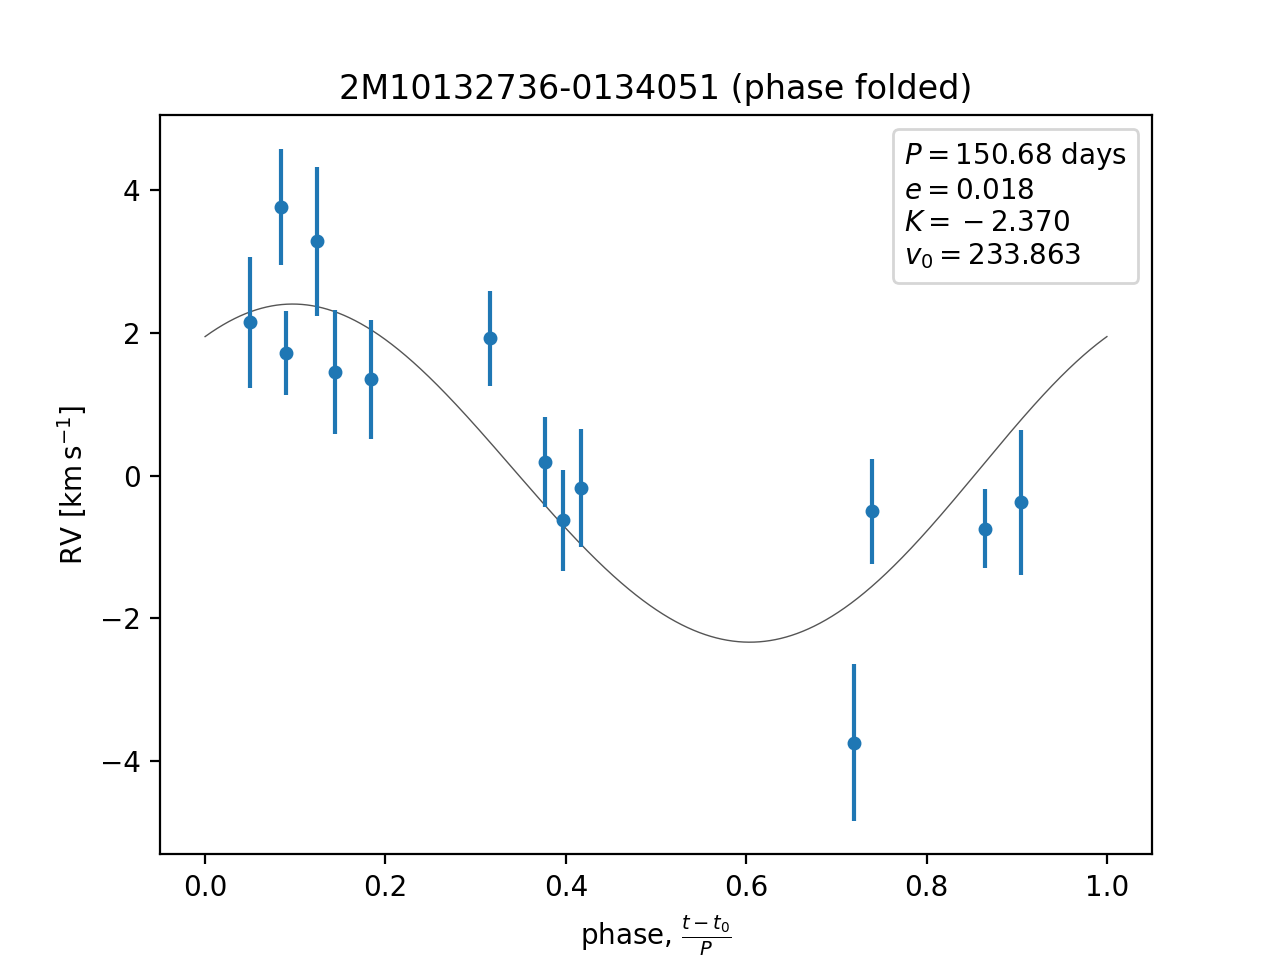 2M10132736-0134051 (phase folded)
P = 150.68 days
e = 0.018
K = −2.370
v₀ = 233.863
RV [km s⁻¹]
4
2
0
−2
−4
0.0 0.2 0.4 0.6 0.8 1.0
phase, (t − t₀)/P